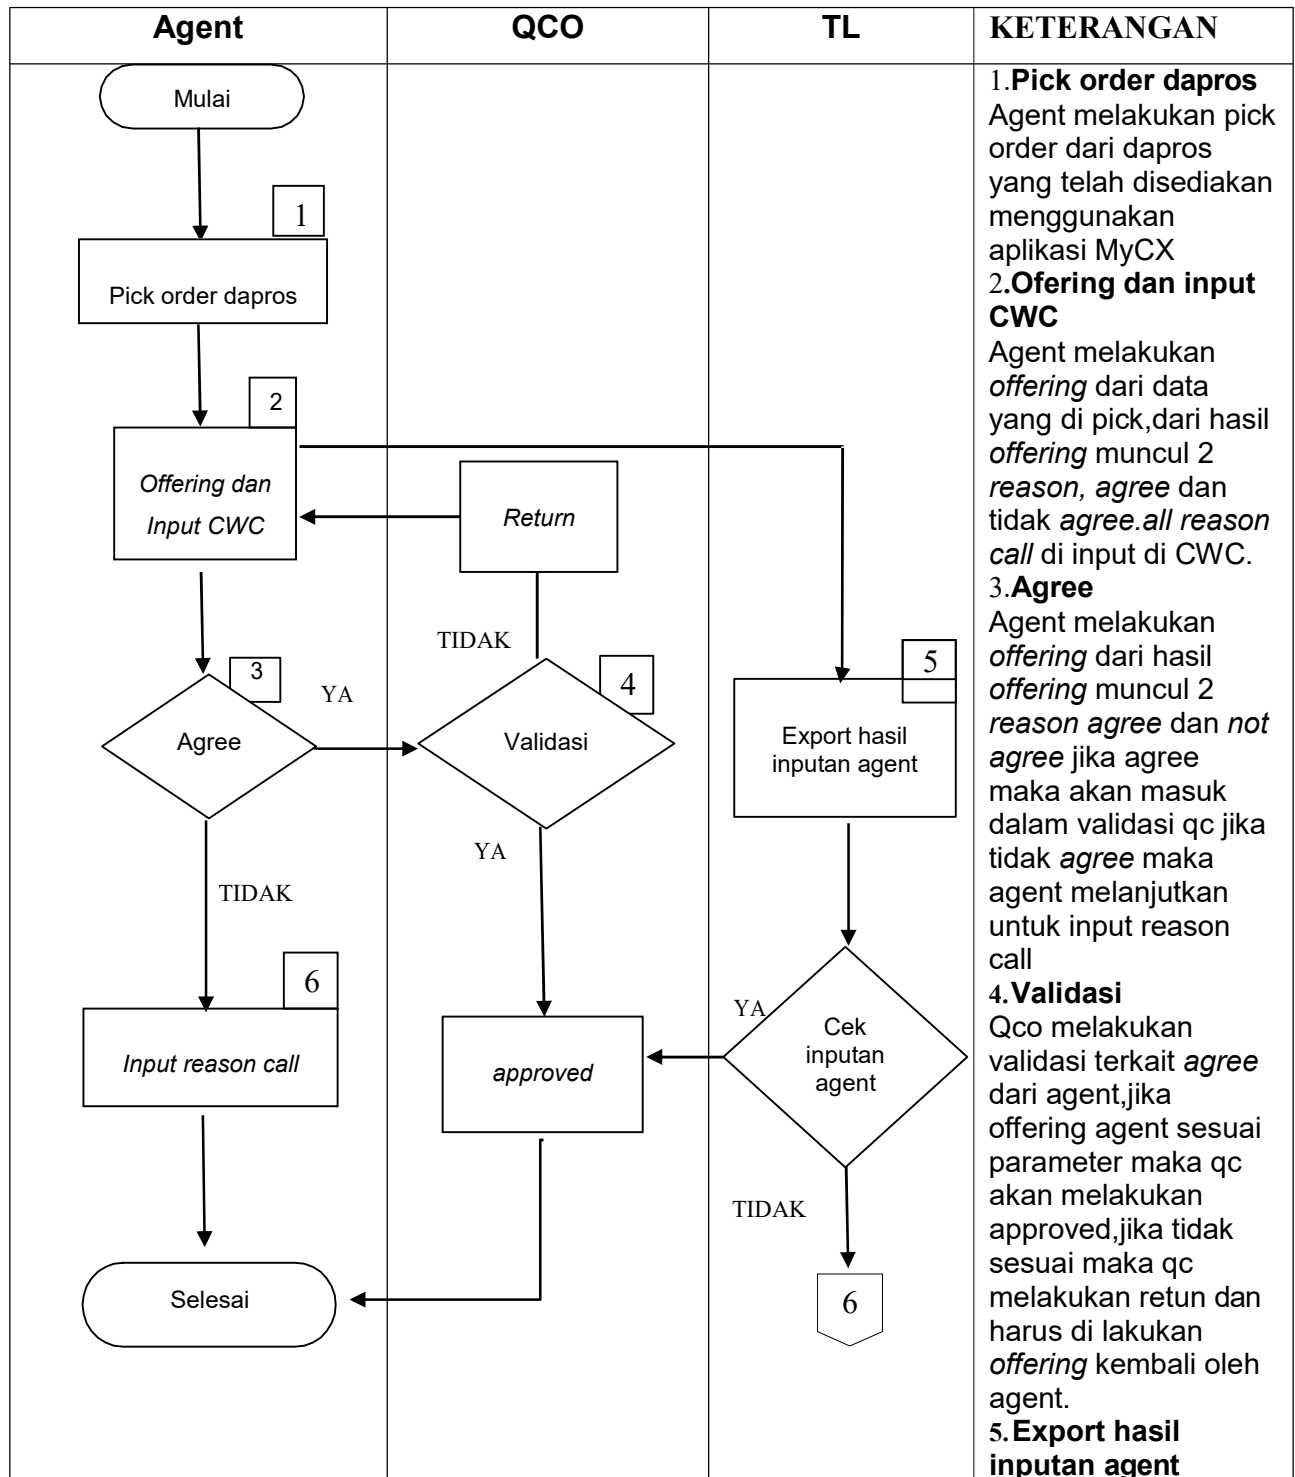 Agent
QCO
TL
KETERANGAN
Mulai
1
Pick order dapros
2
Offering dan
Input CWC
Return
TIDAK
3
YA
Agree
4
Validasi
5
Export hasil
inputan agent
YA
TIDAK
6
Input reason call
approved
YA
Cek
inputan
agent
TIDAK
6
Selesai
1.Pick order dapros
Agent melakukan pick
order dari dapros
yang telah disediakan
menggunakan
aplikasi MyCX
2.Ofering dan input
CWC
Agent melakukan
offering dari data
yang di pick,dari hasil
offering muncul 2
reason, agree dan
tidak agree.all reason
call di input di CWC.
3.Agree
Agent melakukan
offering dari hasil
offering muncul 2
reason agree dan not
agree jika agree
maka akan masuk
dalam validasi qc jika
tidak agree maka
agent melanjutkan
untuk input reason
call
4.Validasi
Qco melakukan
validasi terkait agree
dari agent,jika
offering agent sesuai
parameter maka qc
akan melakukan
approved,jika tidak
sesuai maka qc
melakukan retun dan
harus di lakukan
offering kembali oleh
agent.
5.Export hasil
inputan agent